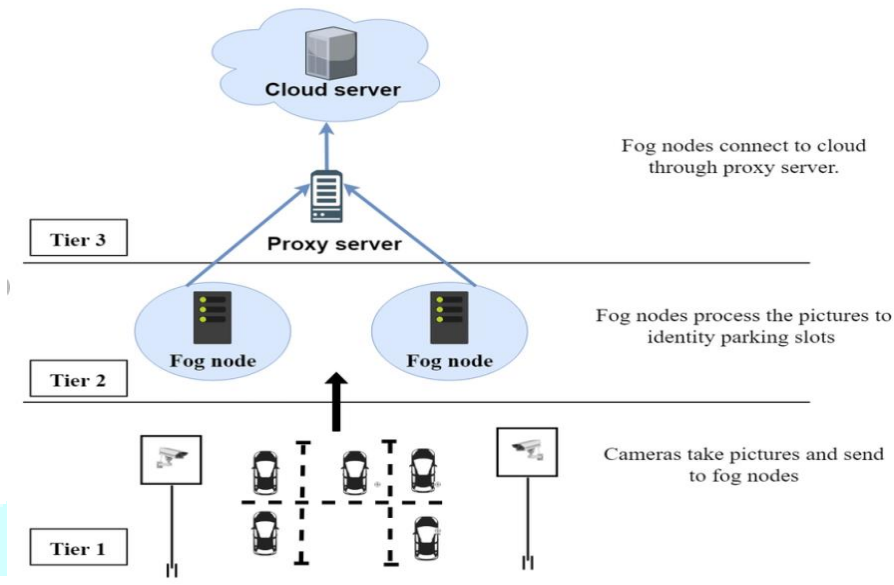 Cloud server
Fog nodes connect to cloud
through proxy server.
Proxy server
Tier 3
Fog node
Fog node
Fog nodes process the pictures to
identity parking slots
Tier 2
Cameras take pictures and send
to fog nodes
Tier 1